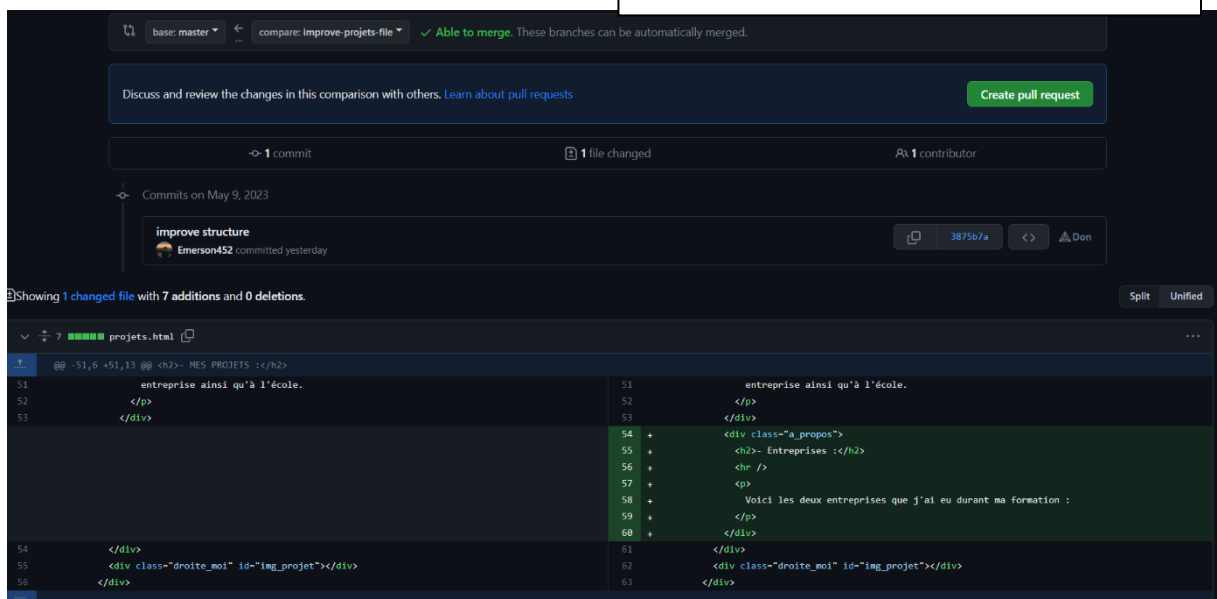 base: master compare: improve-projets-file Able to merge. These branches can be automatically merged.
...
Discuss and review the changes in this comparison with others. Learn about pull requests Create pull request
1 commit 1 file changed 1 contributor
Commits on May 9, 2023
improve structure
Emerson452 committed yesterday
3875b7a <> Don
Showing 1 changed file with 7 additions and 0 deletions. Split Unified
7 projets.html ...
@@ -51,6 +51,13 @@ <h2>- MES PROJETS :</h2>
51 entreprise ainsi qu'à l'école. 51 entreprise ainsi qu'à l'école.
52 </p> 52 </p>
53 </div> 53 </div>
54 + <div class="a_propos">
55 + <h2>- Entreprises :</h2>
56 + <hr />
57 + <p>
58 + Voici les deux entreprises que j'ai eu durant ma formation :
59 + </p>
60 + </div>
54 </div> 61 </div>
55 <div class="droite_moi" id="img_projet"></div> 62 <div class="droite_moi" id="img_projet"></div>
56 </div> 63 </div>